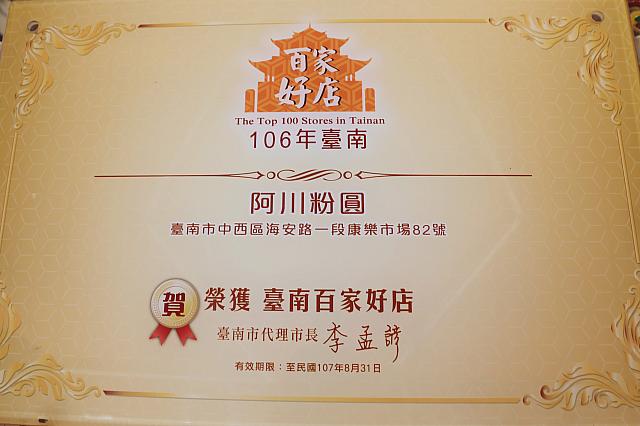 百家
好店
The Top 100 Stores in Tainan
106年臺南
阿川粉圓
臺南市中西區海安路一段康樂市場82號
賀 榮獲 臺南百家好店
臺南市代理市長 李孟諺
有效期限：至民國107年8月31日